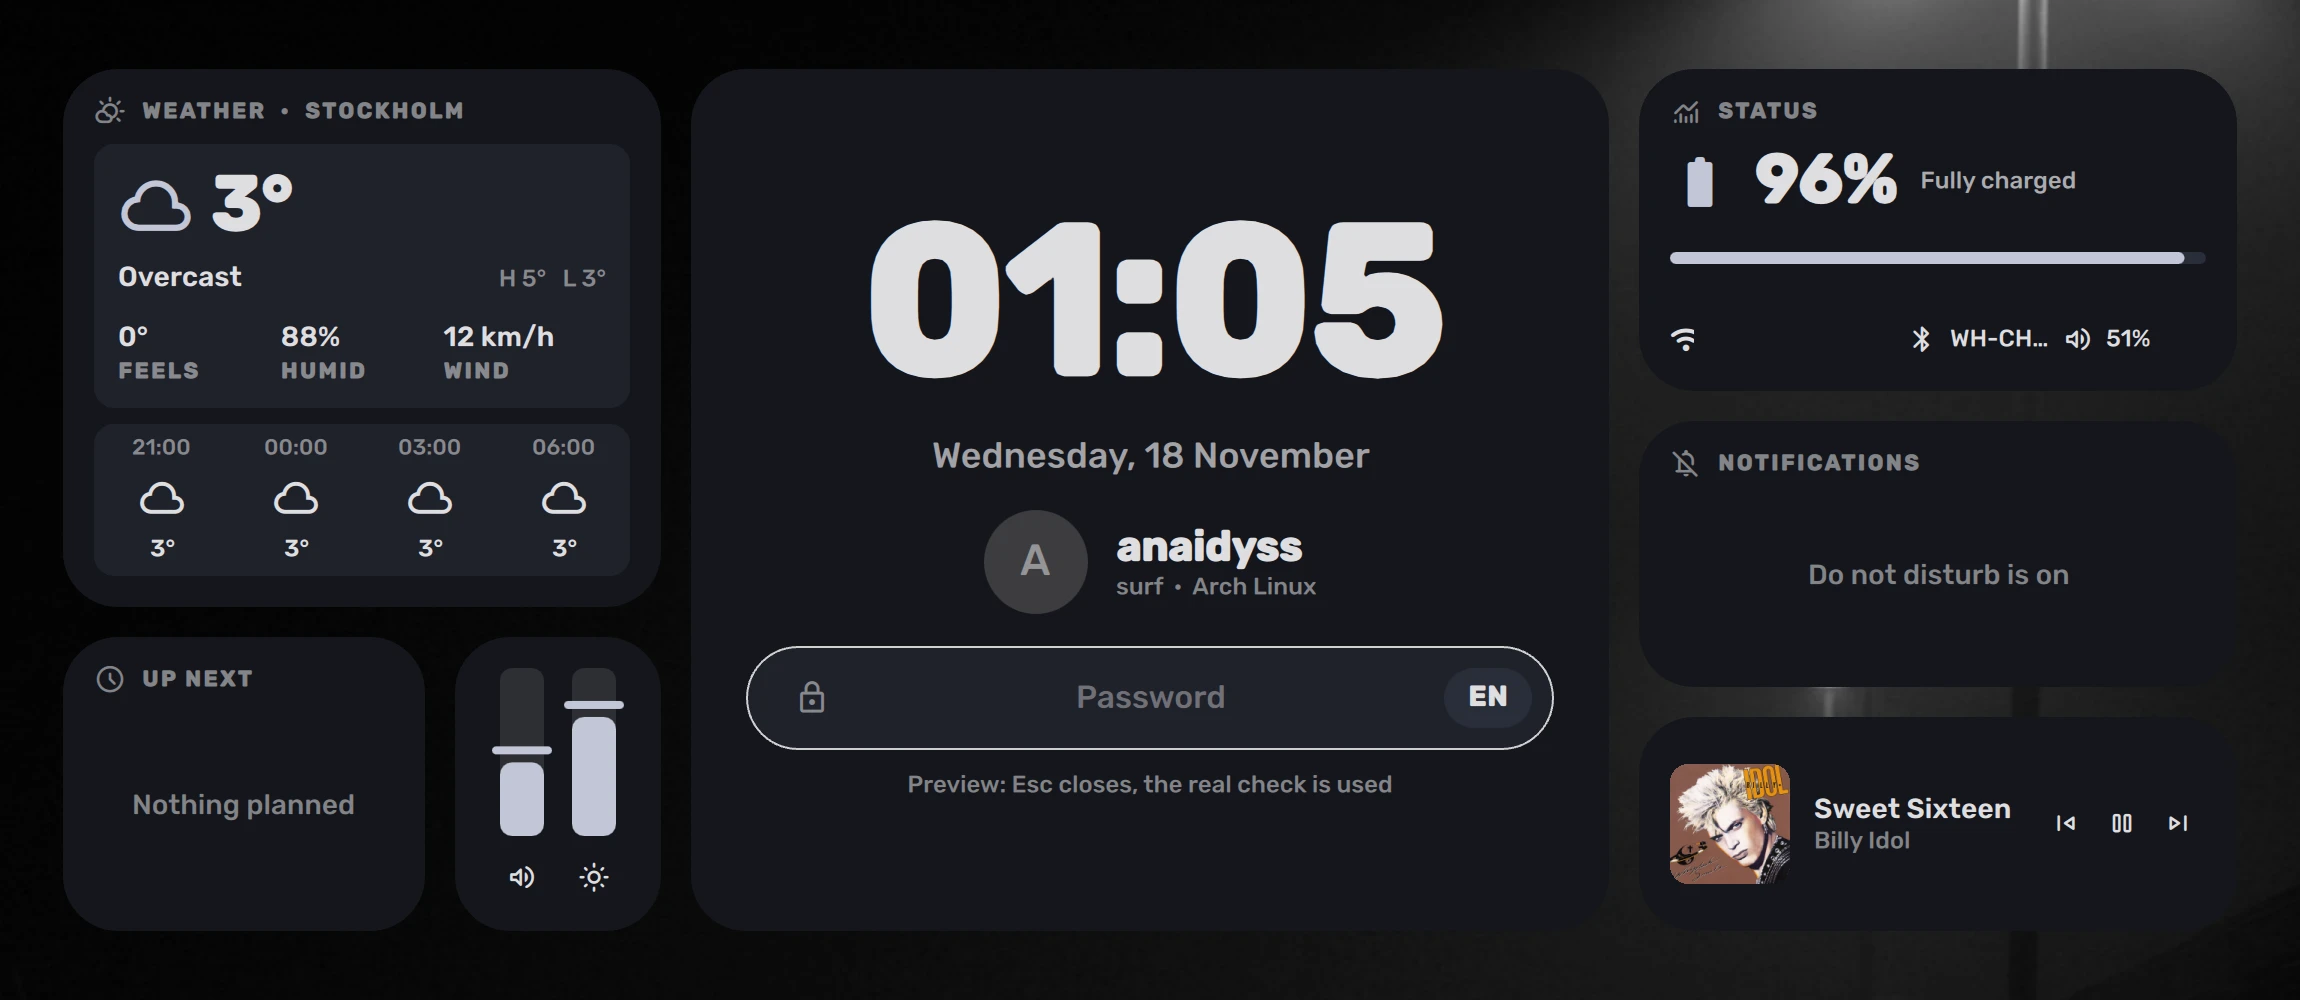 WEATHER • STOCKHOLM
3°
Overcast
H 5° L 3°
0° 88% 12 km/h
FEELS HUMID WIND
21:00 00:00 03:00 06:00
3° 3° 3° 3°
UP NEXT
Nothing planned
01:05
Wednesday, 18 November
A
anaidyss
surf • Arch Linux
Password
EN
Preview: Esc closes, the real check is used
STATUS
96% Fully charged
WH-CH... 51%
NOTIFICATIONS
Do not disturb is on
IDOL
Sweet Sixteen
Billy Idol